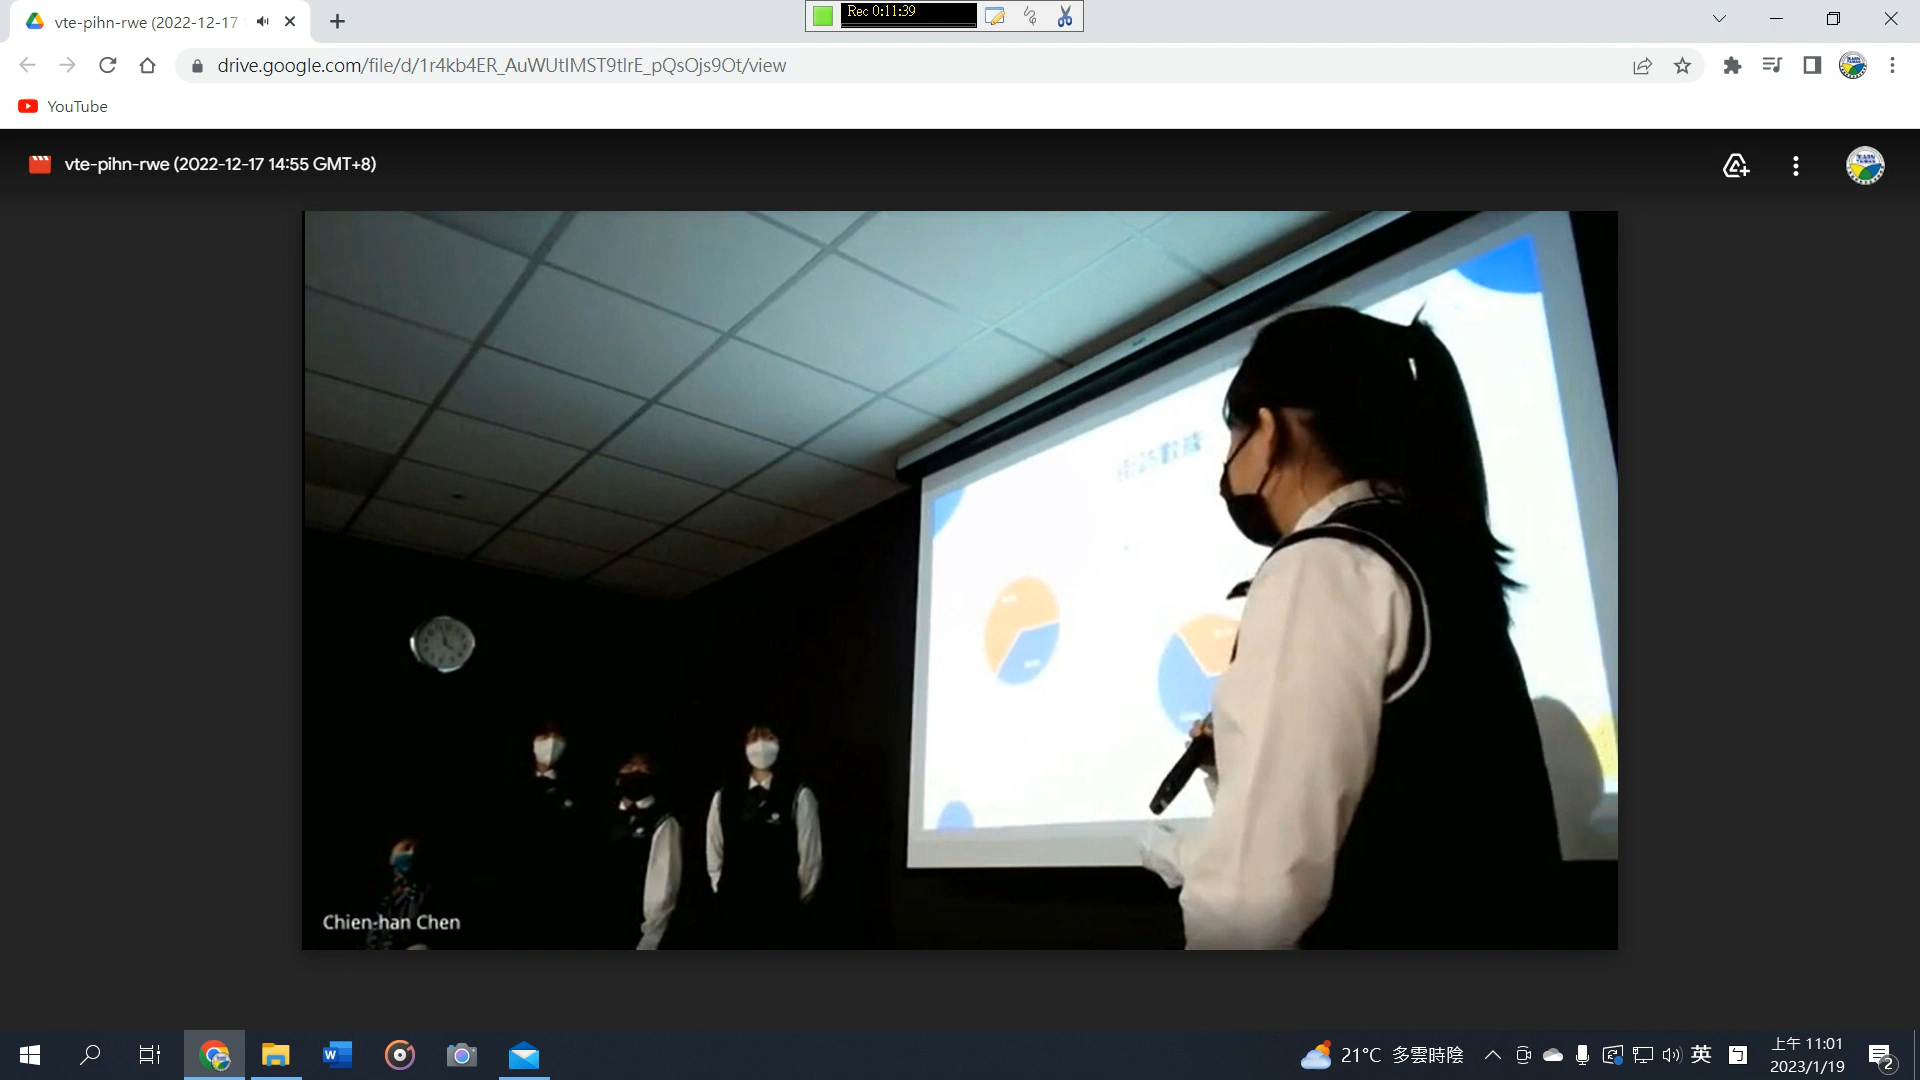 vte-pihn-rwe (2022-12-17
Rec 0:11:39
drive.google.com/file/d/1r4kb4ER_AuWUtIMST9tlrE_pQsOjs9Ot/view
YouTube
vte-pihn-rwe (2022-12-17 14:55 GMT+8)
Chien-han Chen
21°C 多雲時陰
英
上午 11:01
2023/1/19
2